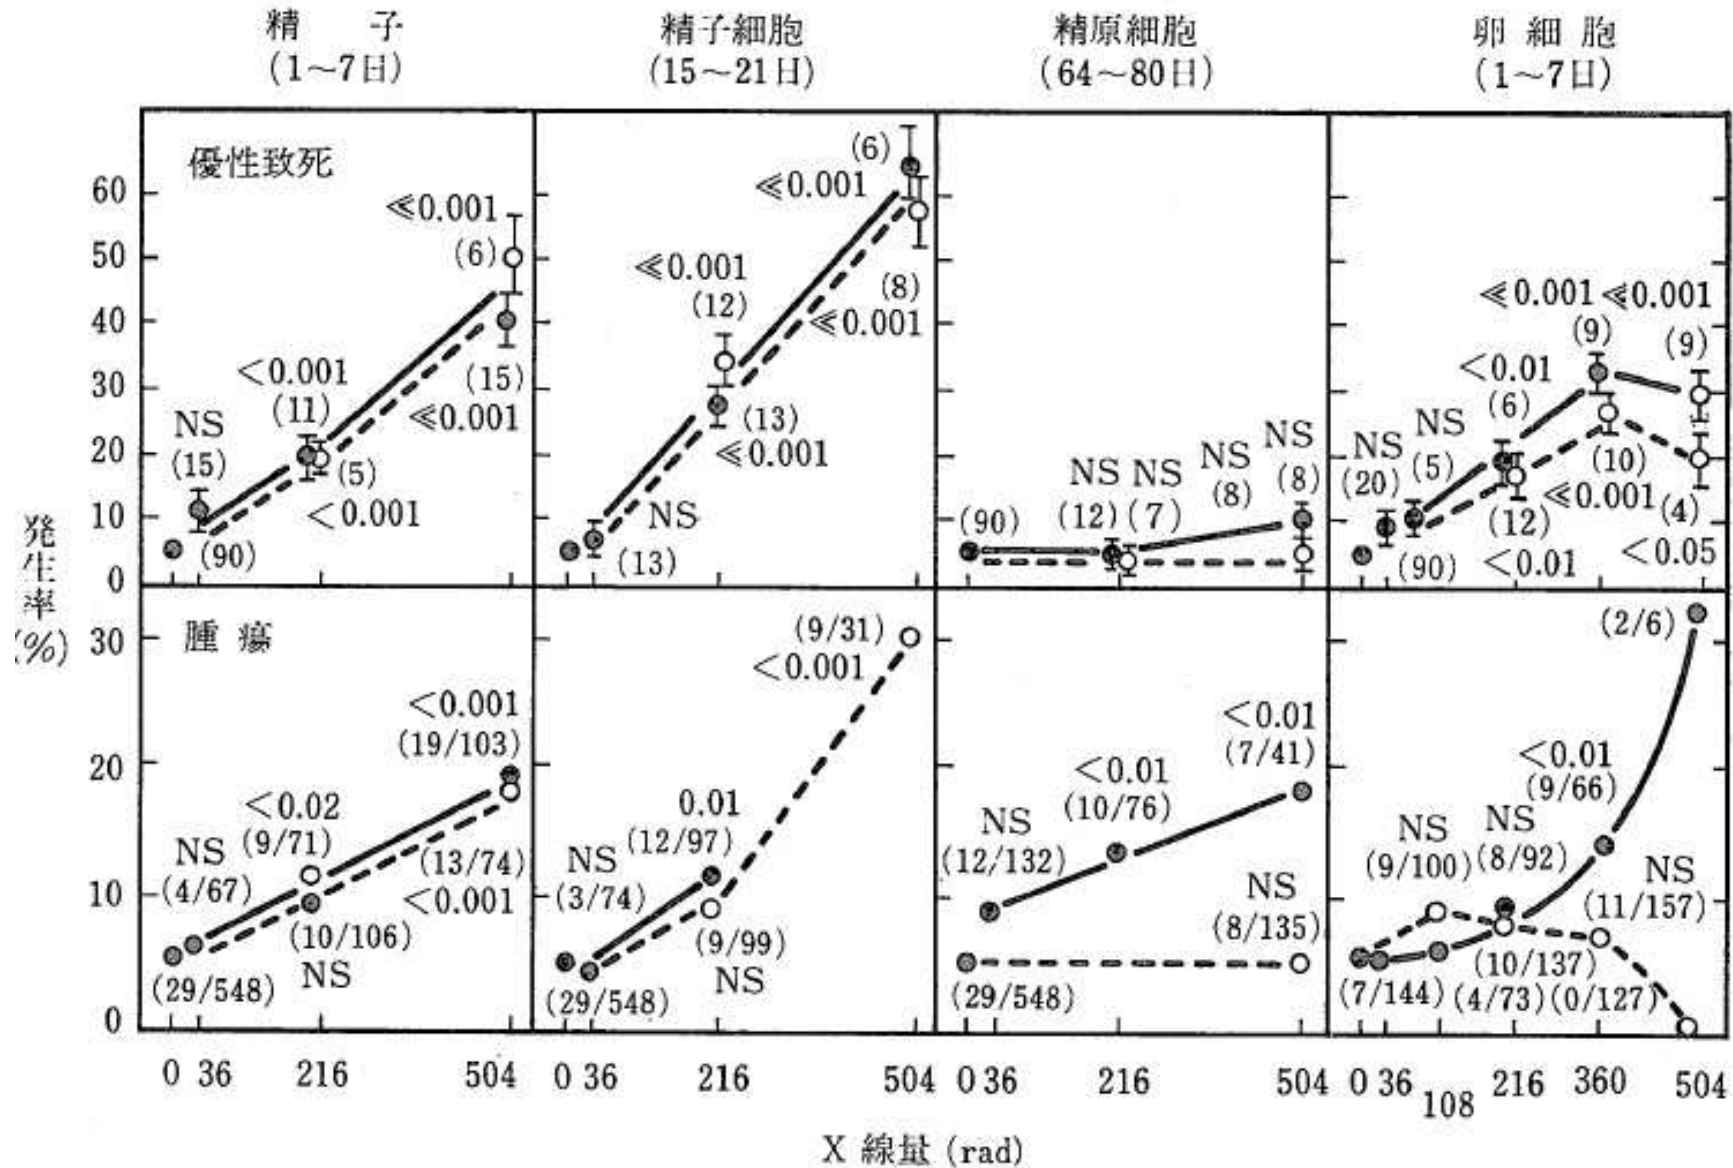 精子
(1～7日)
精子細胞
(15～21日)
精原細胞
(64～80日)
卵細胞
(1～7日)
発生率(%)
優性致死
60
50
40
30
20
10
0
NS
(15)
(90)
<0.001
(11)
(5)
<0.001
≪0.001
(6)
(15)
≪0.001
NS
(13)
≪0.001
(12)
(13)
≪0.001
(6)
≪0.001
(8)
≪0.001
(90)
NS
(12)
NS
(7)
NS
(8)
NS
(8)
NS
(20)
(90)
NS
(5)
<0.01
(6)
(12)
<0.01
≪0.001
(9)
(10)
≪0.001
≪0.001
(9)
(4)
<0.05
腫瘍
30
20
10
0
NS
(4/67)
(29/548)
<0.02
(9/71)
(10/106)
NS
<0.001
(19/103)
(13/74)
<0.001
NS
(3/74)
(29/548)
0.01
(12/97)
(9/99)
NS
(9/31)
<0.001
NS
(12/132)
(29/548)
<0.01
(10/76)
<0.01
(7/41)
NS
(8/135)
NS
(9/100)
(7/144)
NS
(8/92)
(10/137)
(4/73)
(0/127)
<0.01
(9/66)
(2/6)
NS
(11/157)
0 36 216 504
0 36 216 504
0 36 216 504
0 36 108 216 360 504
X 線量 (rad)